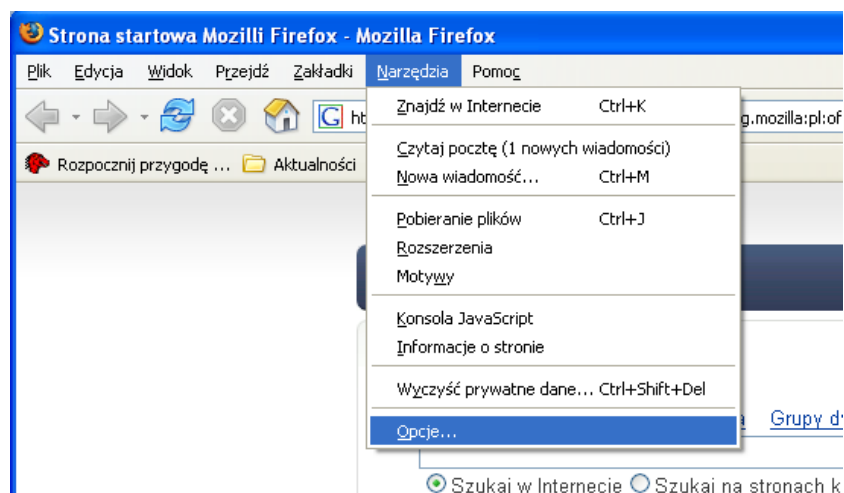 Strona startowa Mozilli Firefox - Mozilla Firefox
Plik Edycja Widok Przejdź Zakładki Narzędzia Pomoc
G ht g.mozilla:pl:of
Rozpocznij przygodę ... Aktualności
Znajdź w Internecie Ctrl+K
Czytaj pocztę (1 nowych wiadomości)
Nowa wiadomość... Ctrl+M
Pobieranie plików Ctrl+J
Rozszerzenia
Motywy
Konsola JavaScript
Informacje o stronie
Wyczyść prywatne dane... Ctrl+Shift+Del
Opcje...
Grupy d
Szukaj w Internecie Szukaj na stronach k